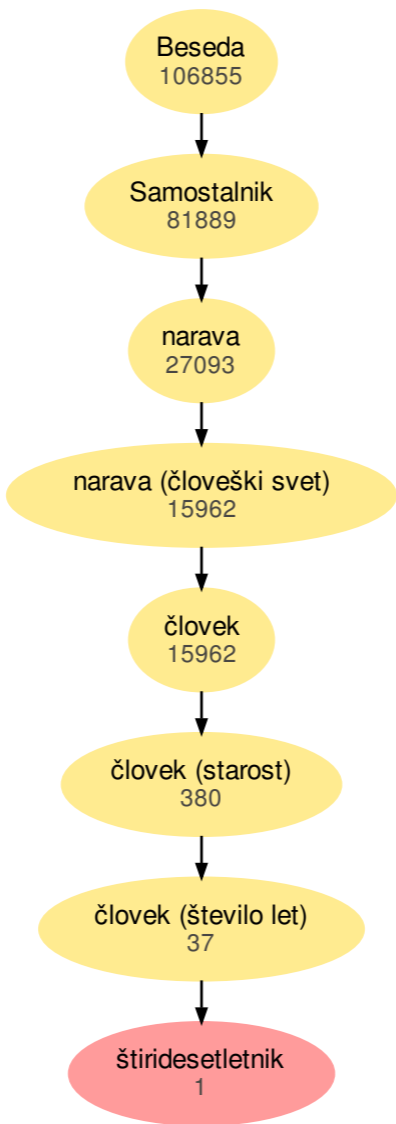 Beseda
106855
Samostalnik
81889
narava
27093
narava (človeški svet)
15962
človek
15962
človek (starost)
380
človek (število let)
37
štiridesetletnik
1